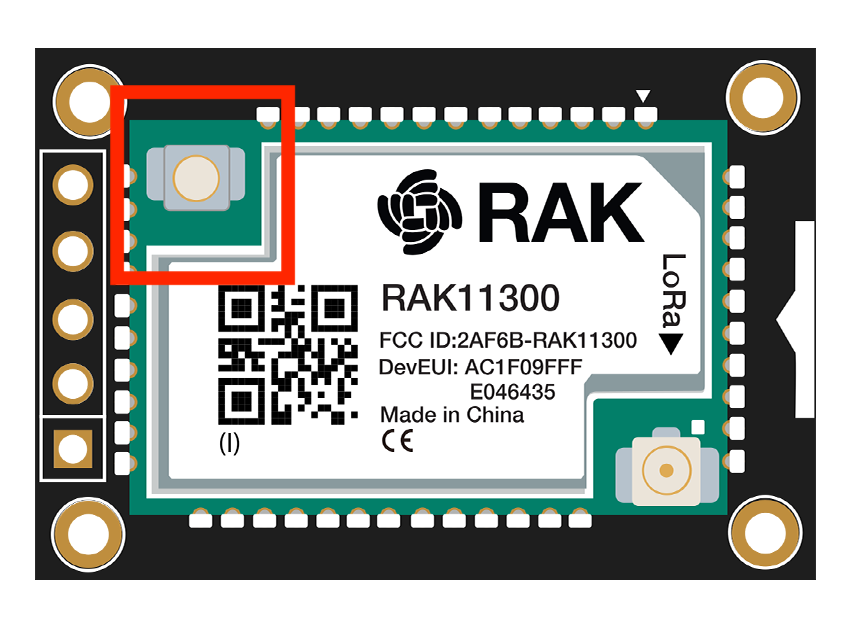 RAK
LoRa
RAK11300
FCC ID:2AF6B-RAK11300
DevEUI: AC1F09FFF
E046435
Made in China
CE
(I)